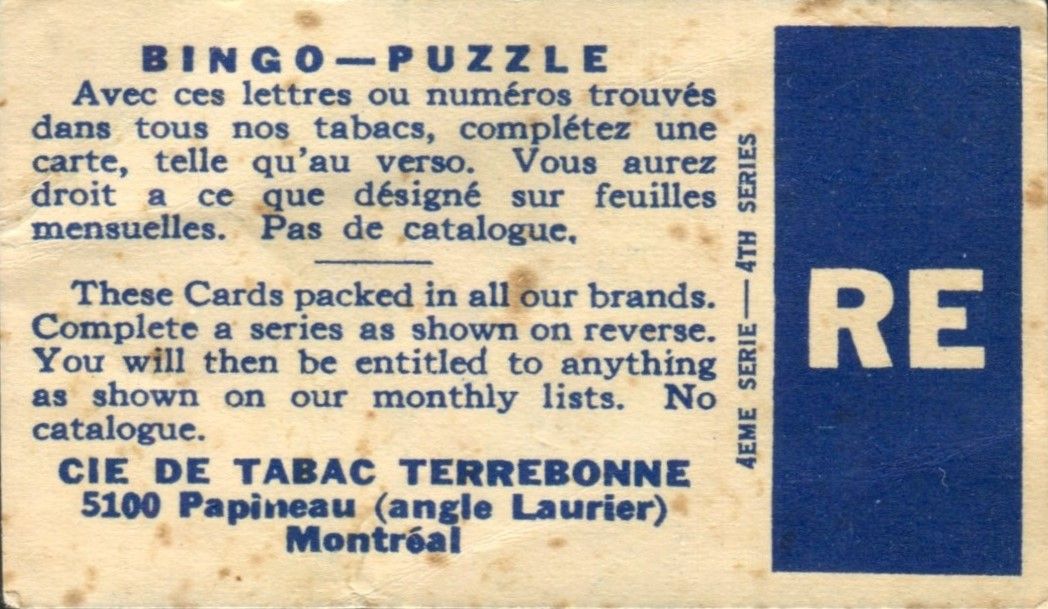 BINGO—PUZZLE
Avec ces lettres ou numéros trouvés
dans tous nos tabacs, complétez une
carte, telle qu'au verso. Vous aurez
droit a ce que désigné sur feuilles
mensuelles. Pas de catalogue.
These Cards packed in all our brands.
Complete a series as shown on reverse.
You will then be entitled to anything
as shown on our monthly lists. No
catalogue.
CIE DE TABAC TERREBONNE
5100 Papineau (angle Laurier)
Montréal
4EME SERIE—4TH SERIES
RE